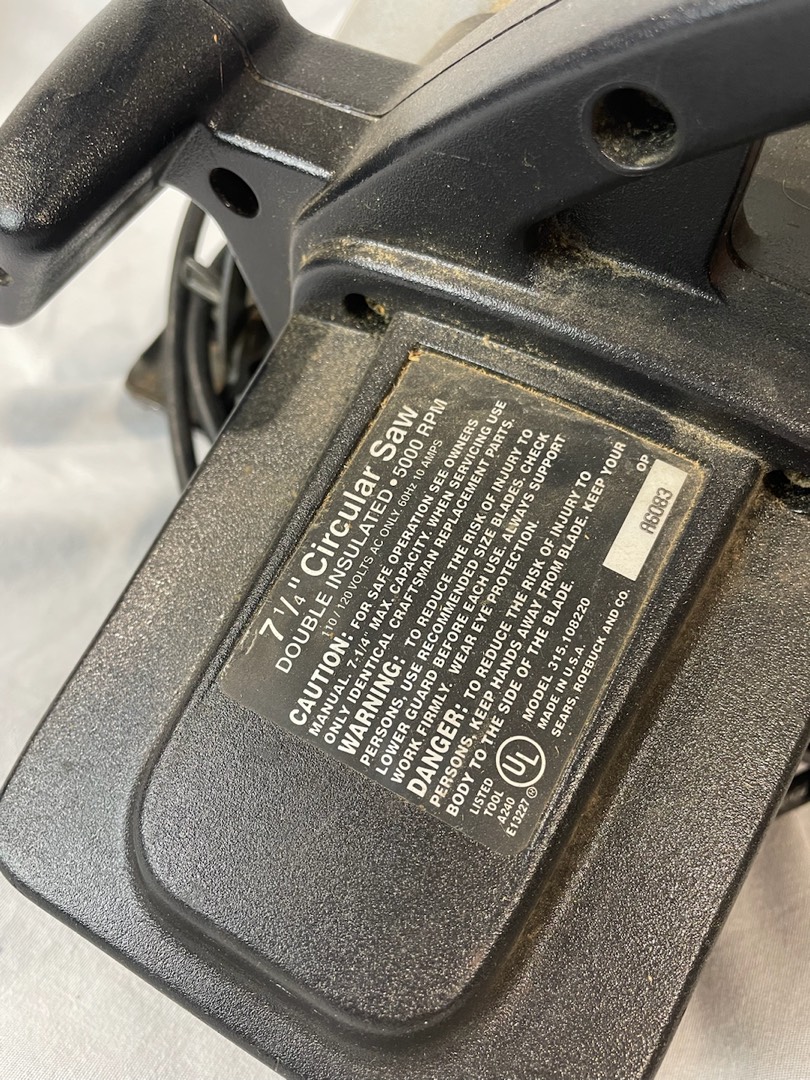 7 1/4" Circular Saw
DOUBLE INSULATED • 5000 RPM
110/120 VOLTS AC ONLY, 60Hz 10 AMPS
CAUTION: FOR SAFE OPERATION SEE OWNERS
MANUAL. 7-1/4" MAX. CAPACITY. WHEN SERVICING USE
ONLY IDENTICAL CRAFTSMAN REPLACEMENT PARTS.
WARNING: TO REDUCE THE RISK OF INJURY TO
PERSONS, USE RECOMMENDED SIZE BLADES. CHECK
LOWER GUARD BEFORE EACH USE. ALWAYS SUPPORT
WORK FIRMLY. WEAR EYE PROTECTION.
DANGER: TO REDUCE THE RISK OF INJURY TO
PERSONS, KEEP HANDS AWAY FROM BLADE. KEEP YOUR
BODY TO THE SIDE OF THE BLADE.
LISTED
TOOL
A240
E13227
UL
MODEL 315.108220
MADE IN U.S.A.
SEARS, ROEBUCK AND CO.
OP
A6083